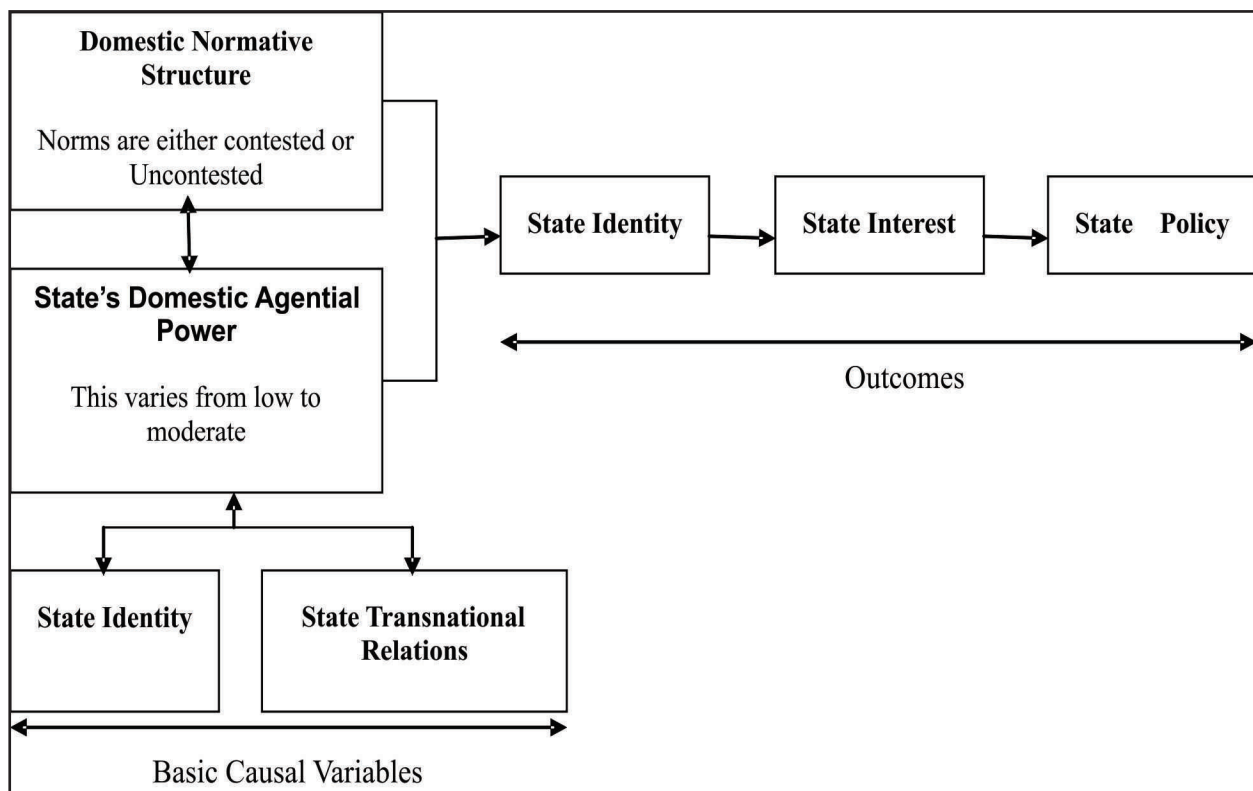 Domestic Normative
Structure
Norms are either contested or
Uncontested
State's Domestic Agential
Power
This varies from low to
moderate
State Identity
State Interest
State Policy
Outcomes
State Identity
State Transnational
Relations
Basic Causal Variables